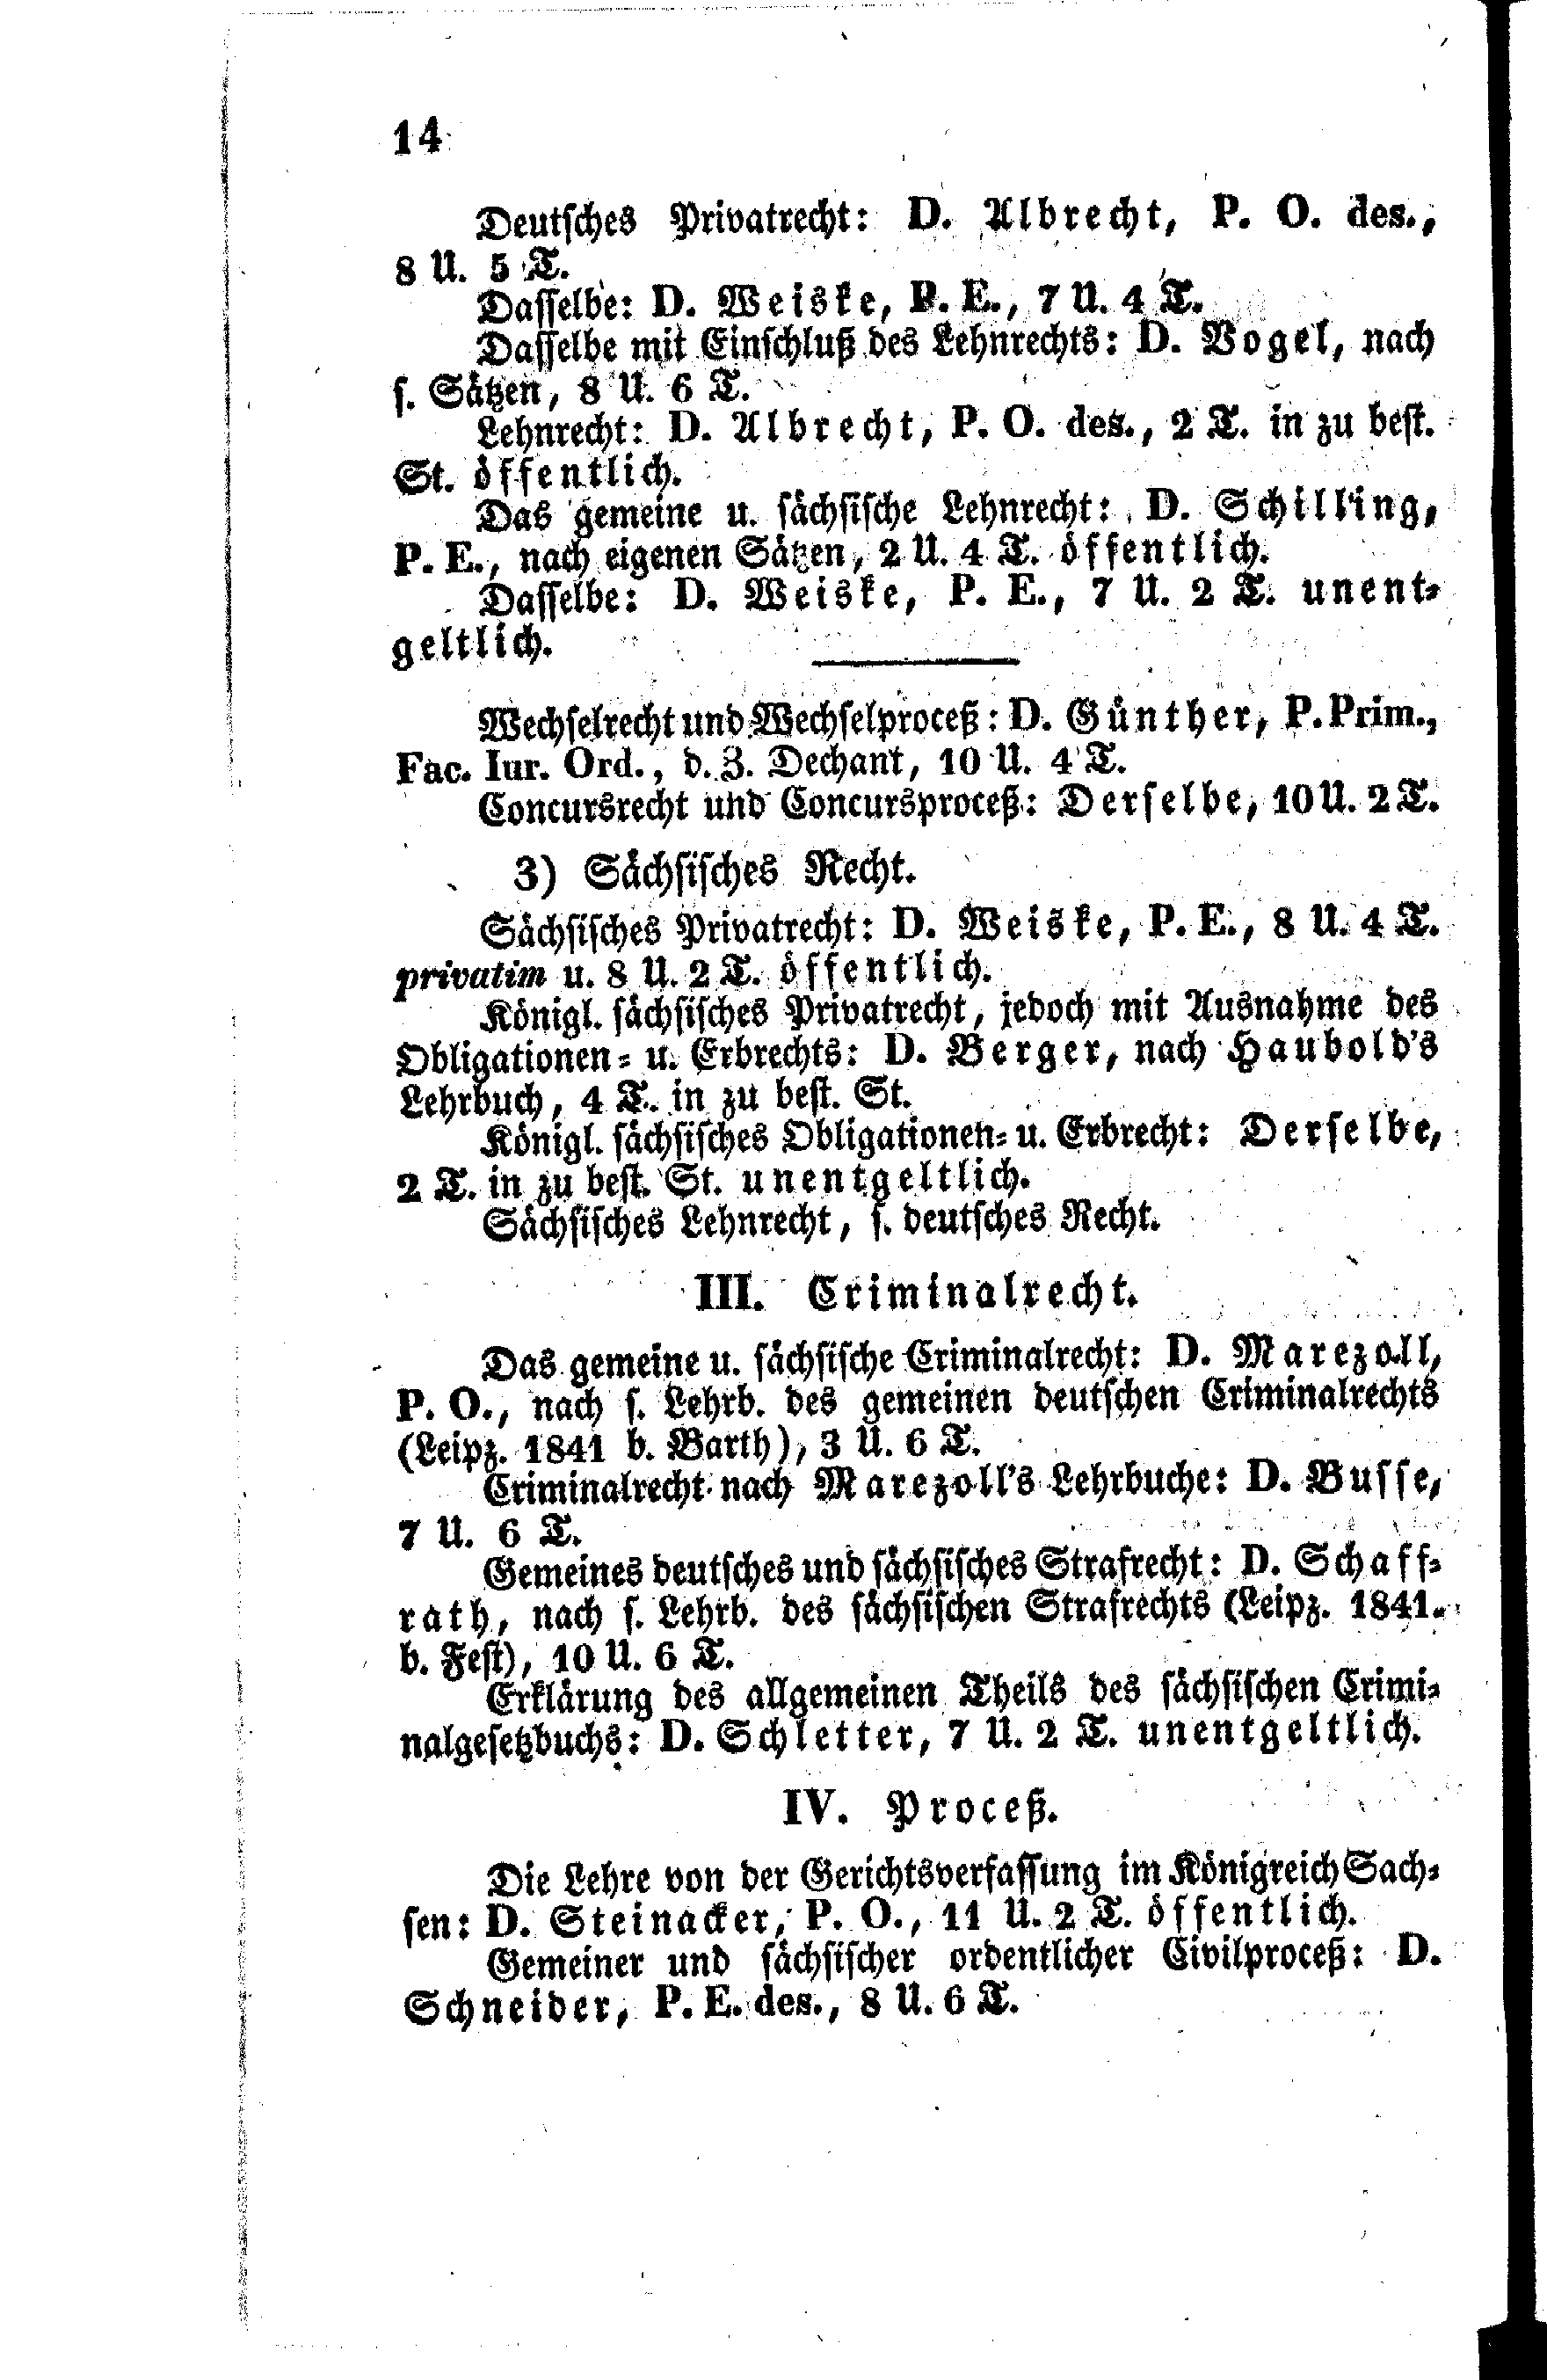 14
Deutsches Privatrecht: D. Albrecht, P. O. des.,
8 U. 5 T.
Dasselbe: D. Weiske, P. E., 7 U. 4 T.
Dasselbe mit Einschluß des Lehnrechts: D. Vogel, nach
s. Sätzen, 8 U. 6 T.
Lehnrecht: D. Albrecht, P. O. des., 2 T. in zu best.
St. öffentlich.
Das gemeine u. sächsische Lehnrecht: D. Schilling,
P. E., nach eigenen Sätzen, 2 U. 4 T. öffentlich.
Dasselbe: D. Weiske, P. E., 7 U. 2 T. unent-
geltlich.
Wechselrecht und Wechselproceß: D. Günther, P. Prim.,
Fac. Iur. Ord., d. Z. Dechant, 10 U. 4 T.
Concursrecht und Concursproceß: Derselbe, 10 U. 2 T.
3) Sächsisches Recht.
Sächsisches Privatrecht: D. Weiske, P. E., 8 U. 4 T.
privatim u. 8 U. 2 T. öffentlich.
Königl. sächsisches Privatrecht, jedoch mit Ausnahme des
Obligationen- u. Erbrechts: D. Berger, nach Haubold's
Lehrbuch, 4 T. in zu best. St.
Königl. sächsisches Obligationen- u. Erbrecht: Derselbe,
2 T. in zu best. St. unentgeltlich.
Sächsisches Lehnrecht, s. deutsches Recht.
III. Criminalrecht.
Das gemeine u. sächsische Criminalrecht: D. Marezoll,
P. O., nach s. Lehrb. des gemeinen deutschen Criminalrechts
(Leipz. 1841 b. Barth), 3 U. 6 T.
Criminalrecht nach Marezoll's Lehrbuche: D. Busse,
7 U. 6 T.
Gemeines deutsches und sächsisches Strafrecht: D. Schaff-
rath, nach s. Lehrb. des sächsischen Strafrechts (Leipz. 1841.
b. Fest), 10 U. 6 T.
Erklärung des allgemeinen Theils des sächsischen Crimi-
nalgesetzbuchs: D. Schletter, 7 U. 2 T. unentgeltlich.
IV. Proceß.
Die Lehre von der Gerichtsverfassung im Königreich Sach-
sen: D. Steinacker, P. O., 11 U. 2 T. öffentlich.
Gemeiner und sächsischer ordentlicher Civilproceß: D.
Schneider, P. E. des., 8 U. 6 T.